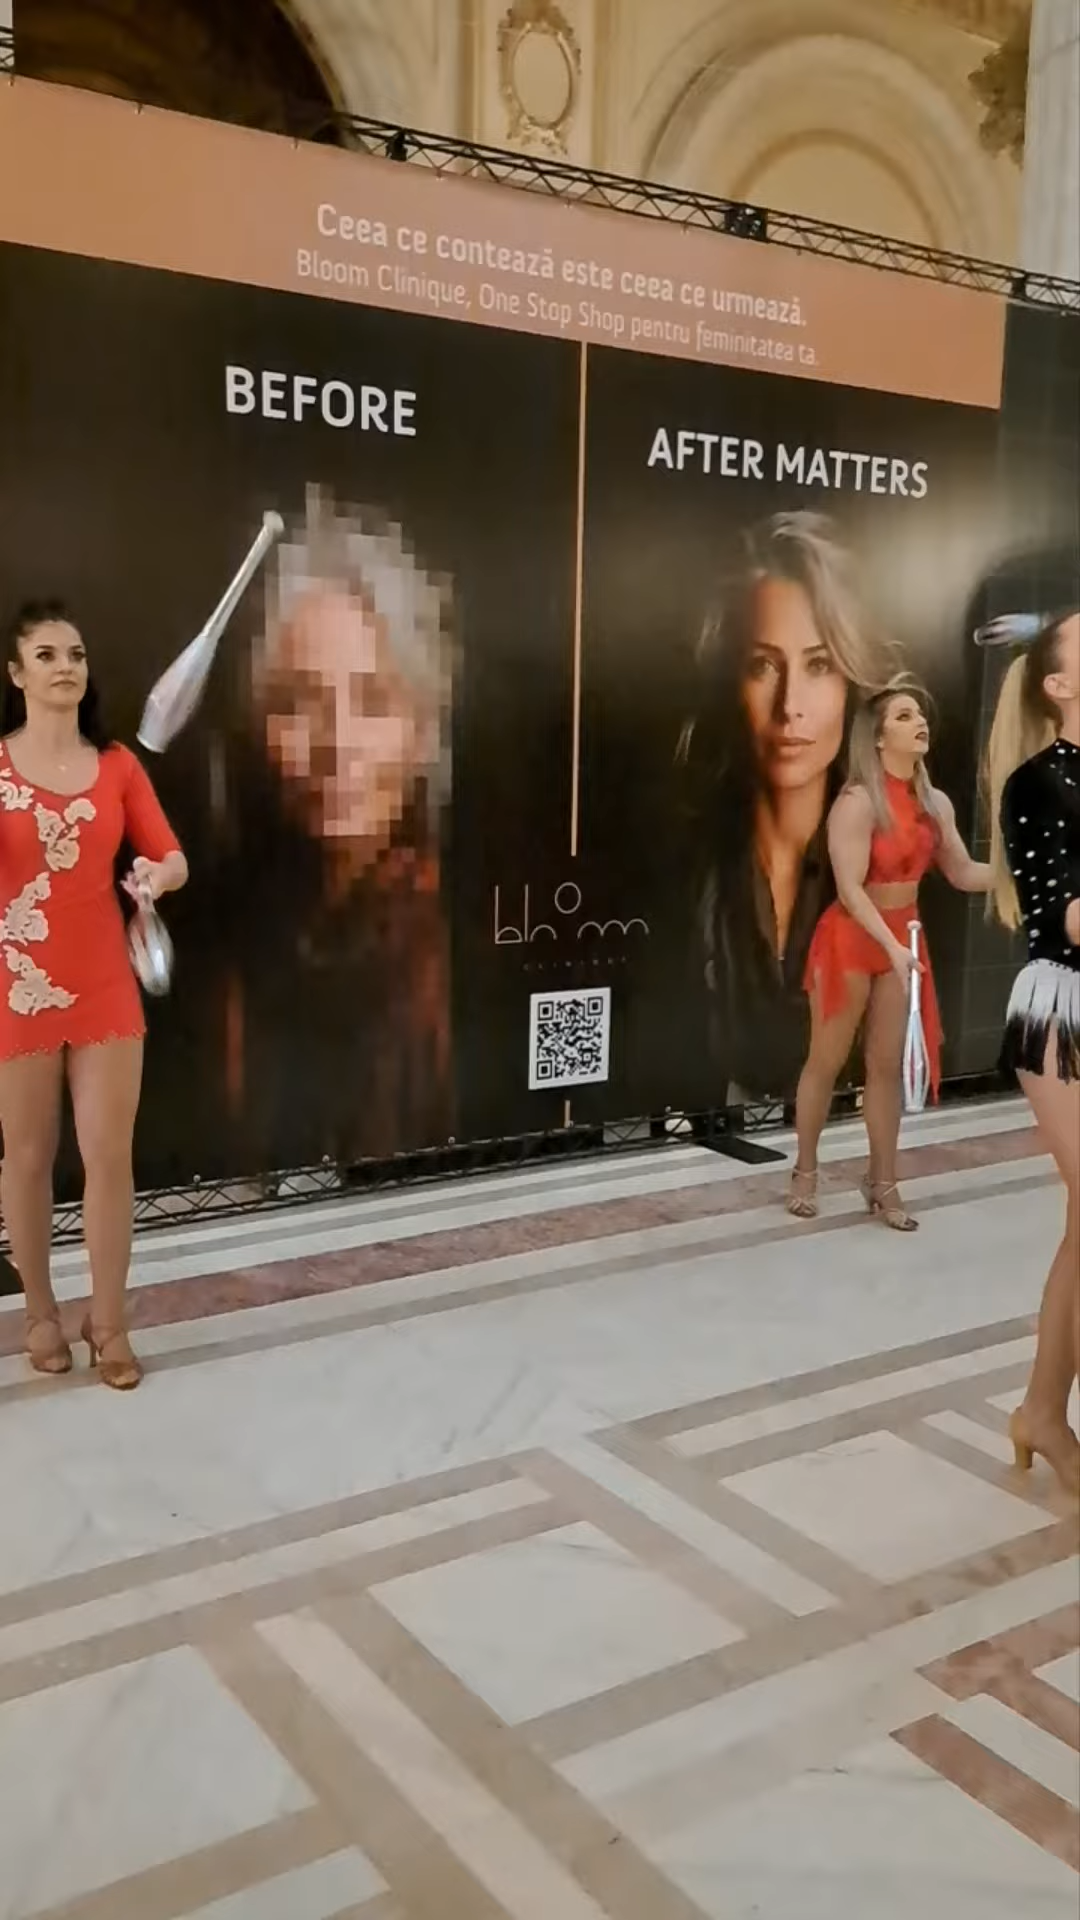 Ceea ce contează este ceea ce urmează.
Bloom Clinique, One Stop Shop pentru feminitatea ta.
BEFORE
AFTER MATTERS
bloom
CLINIQUE